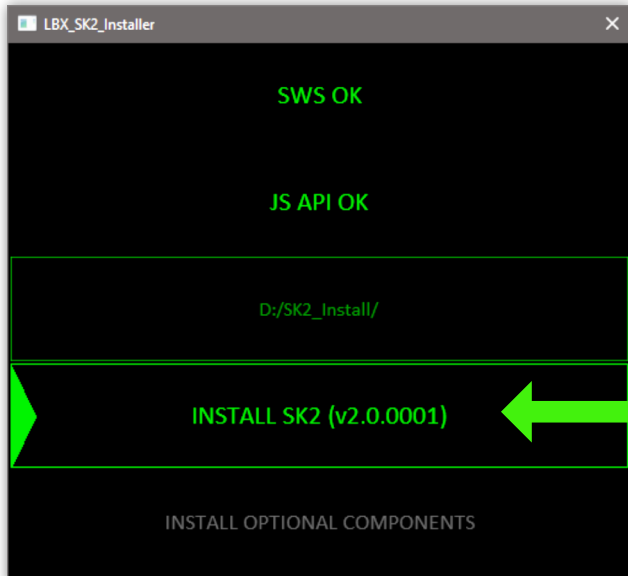 LBX_SK2_Installer
SWS OK
JS API OK
D:/SK2_Install/
INSTALL SK2 (v2.0.0001)
INSTALL OPTIONAL COMPONENTS